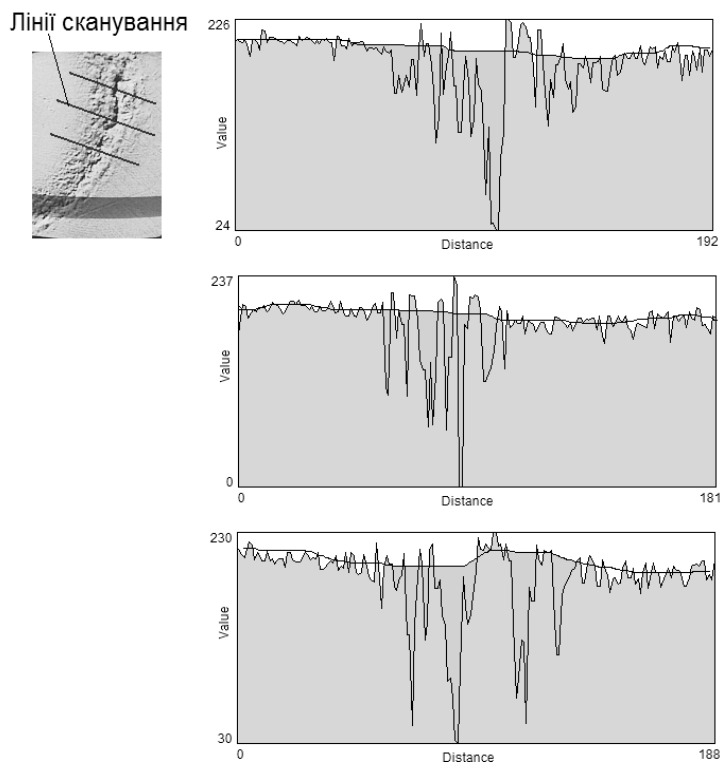 Лінії сканування
226
Value
24
0
Distance
192
237
Value
0
0
Distance
181
230
Value
30
0
Distance
188